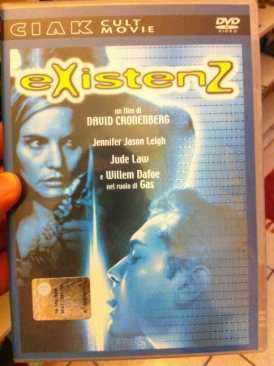 CIAK CULT MOVIE
DVD
VIDEO
eXistenZ
un film di
DAVID CRONENBERG
Jennifer Jason Leigh
Jude Law
e Willem Dafoe
nel ruolo di Gas